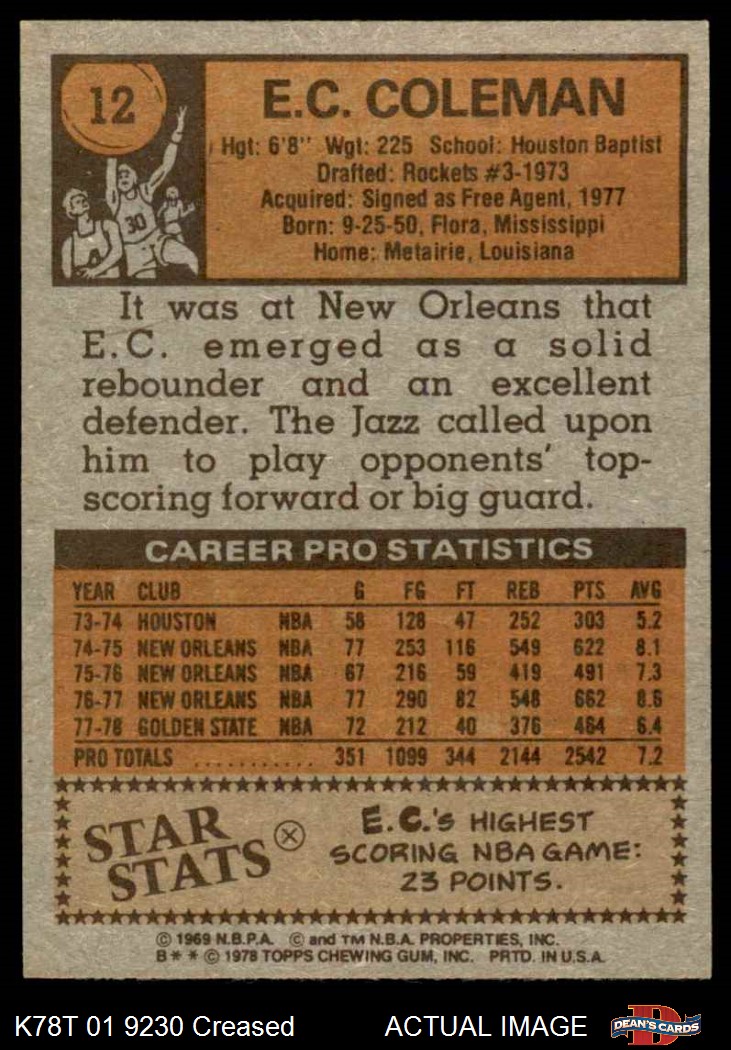 12
E.C. COLEMAN
Hgt: 6'8" Wgt: 225 School: Houston Baptist
Drafted: Rockets #3-1973
Acquired: Signed as Free Agent, 1977
Born: 9-25-50, Flora, Mississippi
Home: Metairie, Louisiana
30
It was at New Orleans that
E.C. emerged as a solid
rebounder and an excellent
defender. The Jazz called upon
him to play opponents' top-
scoring forward or big guard.
CAREER PRO STATISTICS
YEAR CLUB G FG FT REB PTS AVG
73-74 HOUSTON NBA 58 128 47 252 303 5.2
74-75 NEW ORLEANS NBA 77 253 116 549 622 8.1
75-76 NEW ORLEANS NBA 67 216 59 419 491 7.3
76-77 NEW ORLEANS NBA 77 290 82 548 662 8.6
77-78 GOLDEN STATE NBA 72 212 40 376 464 6.4
PRO TOTALS ........... 351 1099 344 2144 2542 7.2
STAR
STATS
E.C.'S HIGHEST
SCORING NBA GAME:
23 POINTS.
© 1969 N.B.P.A. © and TM N.B.A. PROPERTIES, INC.
B* * © 1978 TOPPS CHEWING GUM, INC. PRTD. IN U.S.A.
K78T 01 9230 Creased ACTUAL IMAGE
D
DEAN'S CARDS